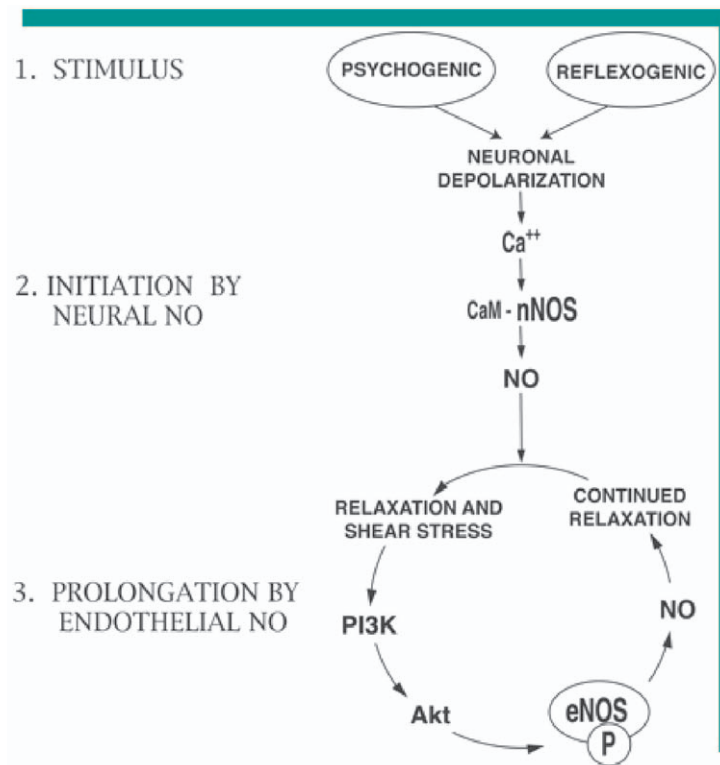 1. STIMULUS
PSYCHOGENIC
REFLEXOGENIC
NEURONAL
DEPOLARIZATION
Ca⁺⁺
2. INITIATION BY
NEURAL NO
CaM - nNOS
NO
RELAXATION AND
SHEAR STRESS
CONTINUED
RELAXATION
3. PROLONGATION BY
ENDOTHELIAL NO
PI3K
NO
Akt
eNOS
P